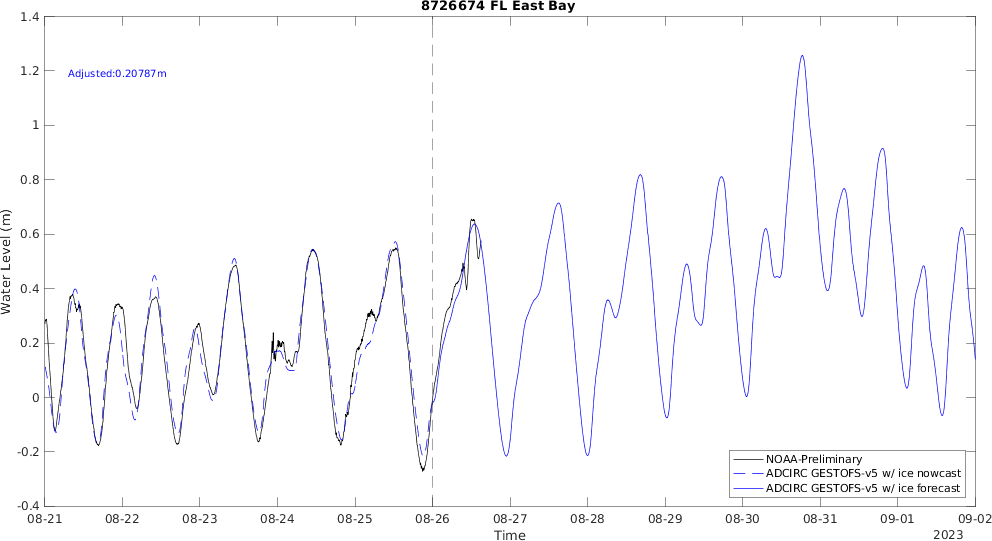 8726674 FL East Bay
1.4
1.2
1
0.8
0.6
0.4
0.2
0
-0.2
-0.4
Water Level (m)
Adjusted:0.20787m
NOAA-Preliminary
ADCIRC GESTOFS-v5 w/ ice nowcast
ADCIRC GESTOFS-v5 w/ ice forecast
08-21 08-22 08-23 08-24 08-25 08-26 08-27 08-28 08-29 08-30 08-31 09-01 09-02
Time
2023